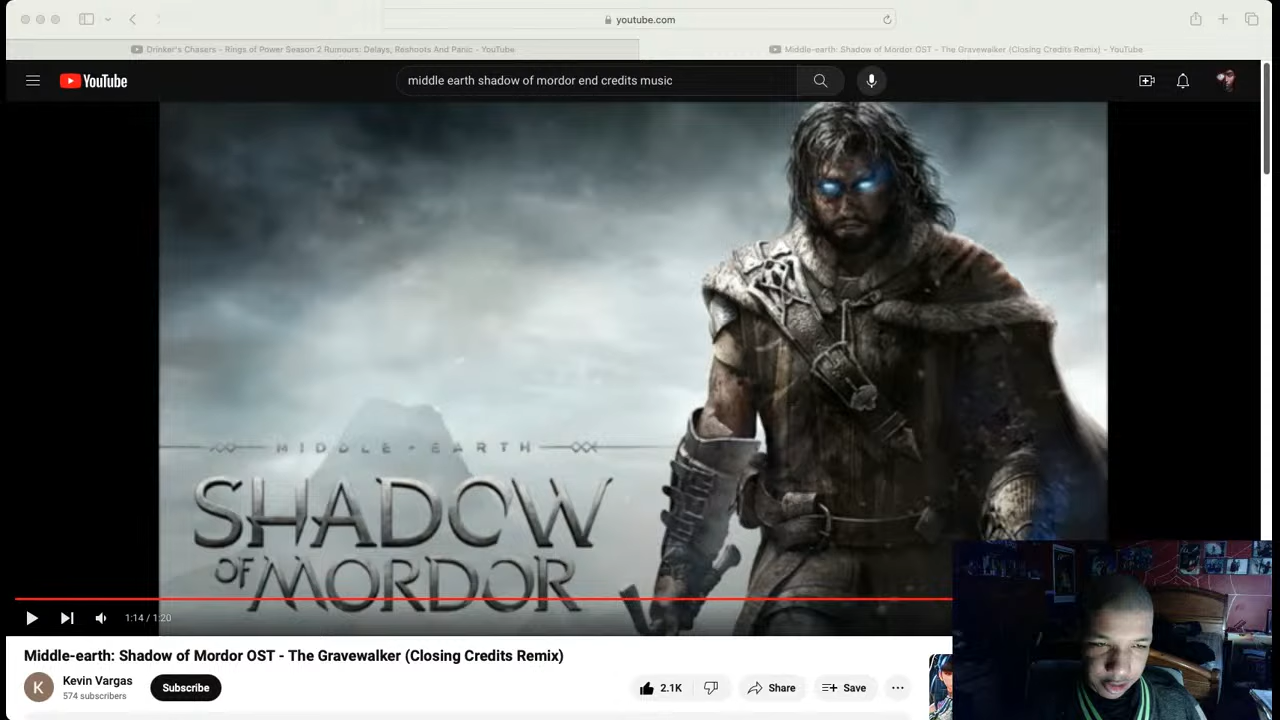 youtube.com
Drinker's Chasers - Rings of Power Season 2 Rumours: Delays, Reshoots And Panic - YouTube
Middle-earth: Shadow of Mordor OST - The Gravewalker (Closing Credits Remix) - YouTube
YouTube
middle earth shadow of mordor end credits music
MIDDLE-EARTH
SHADOW
OF MORDOR
1:14 / 1:20
Middle-earth: Shadow of Mordor OST - The Gravewalker (Closing Credits Remix)
K
Kevin Vargas
574 subscribers
Subscribe
2.1K
Share
Save